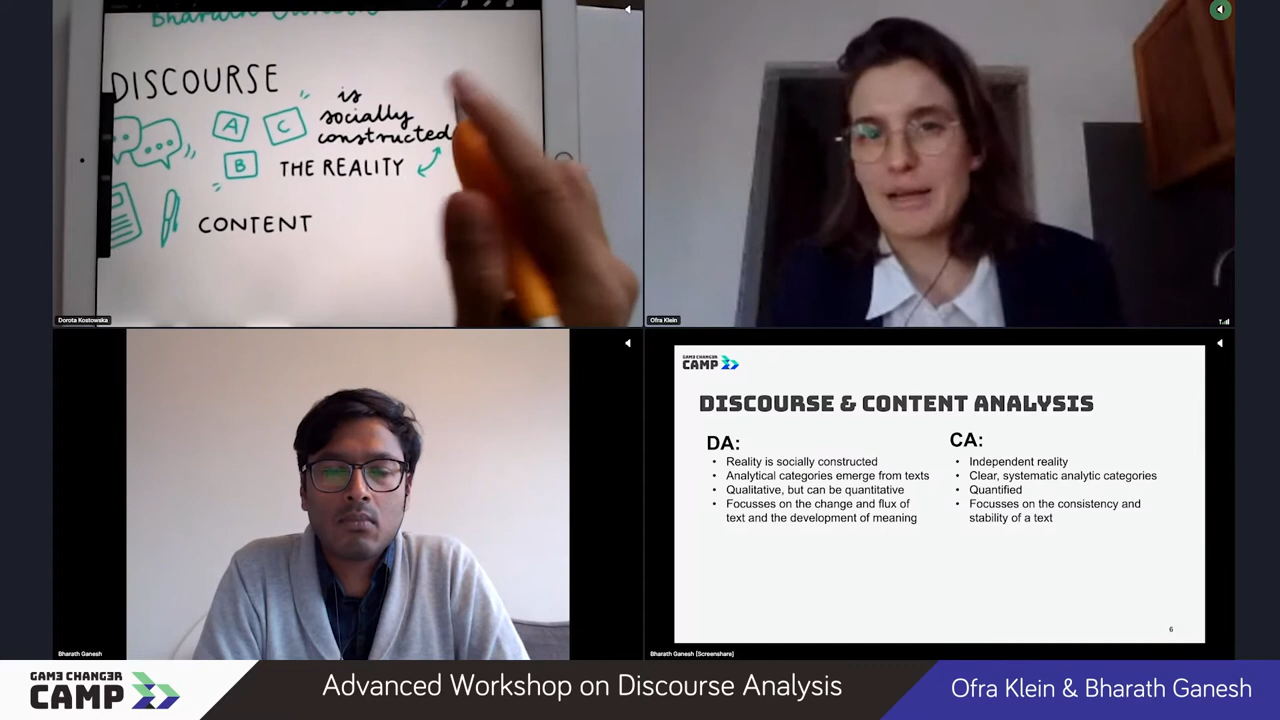 Bharath Ganesh
DISCOURSE
A
C
is
socially
constructed
B
THE REALITY
CONTENT
Dorota Kostowska
Ofra Klein
Bharath Ganesh
GAME CHANGER
CAMP
DISCOURSE & CONTENT ANALYSIS
DA:
• Reality is socially constructed
• Analytical categories emerge from texts
• Qualitative, but can be quantitative
• Focusses on the change and flux of
text and the development of meaning
CA:
• Independent reality
• Clear, systematic analytic categories
• Quantified
• Focusses on the consistency and
stability of a text
6
Bharath Ganesh [Screenshare]
GAM3 CHANG3R
CAMP
Advanced Workshop on Discourse Analysis
Ofra Klein & Bharath Ganesh